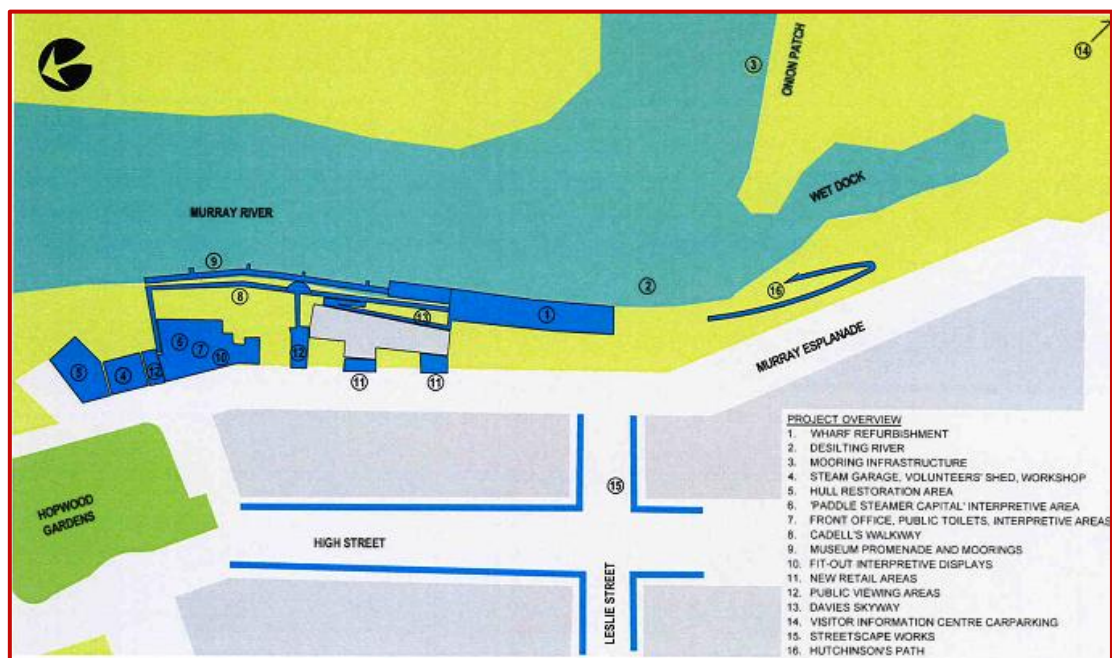 14
3
ONION PATCH
WET DOCK
MURRAY RIVER
9
2
16
8
13
1
MURRAY ESPLANADE
6
7
10
12
5
4
12
11
11
15
HOPWOOD
GARDENS
HIGH STREET
LESLIE STREET
PROJECT OVERVIEW
1. WHARF REFURBISHMENT
2. DESILTING RIVER
3. MOORING INFRASTRUCTURE
4. STEAM GARAGE, VOLUNTEERS' SHED, WORKSHOP
5. HULL RESTORATION AREA
6. 'PADDLE STEAMER CAPITAL' INTERPRETIVE AREA
7. FRONT OFFICE, PUBLIC TOILETS, INTERPRETIVE AREAS
8. CADELL'S WALKWAY
9. MUSEUM PROMENADE AND MOORINGS
10. FIT-OUT INTERPRETIVE DISPLAYS
11. NEW RETAIL AREAS
12. PUBLIC VIEWING AREAS
13. DAVIES SKYWAY
14. VISITOR INFORMATION CENTRE CARPARKING
15. STREETSCAPE WORKS
16. HUTCHINSON'S PATH